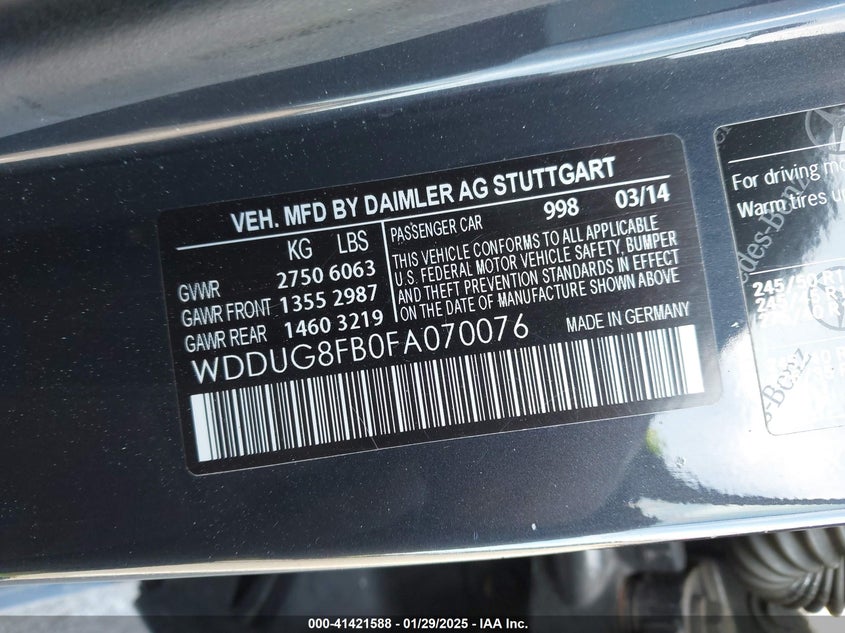 VEH. MFD BY DAIMLER AG STUTTGART
KG LBS
GVWR 2750 6063
GAWR FRONT 1355 2987
GAWR REAR 1460 3219
PASSENGER CAR 998 03/14
THIS VEHICLE CONFORMS TO ALL APPLICABLE
U.S. FEDERAL MOTOR VEHICLE SAFETY, BUMPER
AND THEFT PREVENTION STANDARDS IN EFFECT
ON THE DATE OF MANUFACTURE SHOWN ABOVE
WDDUG8FB0FA070076 MADE IN GERMANY
For driving
Warm tires
000-41421588 - 01/29/2025 - IAA Inc.